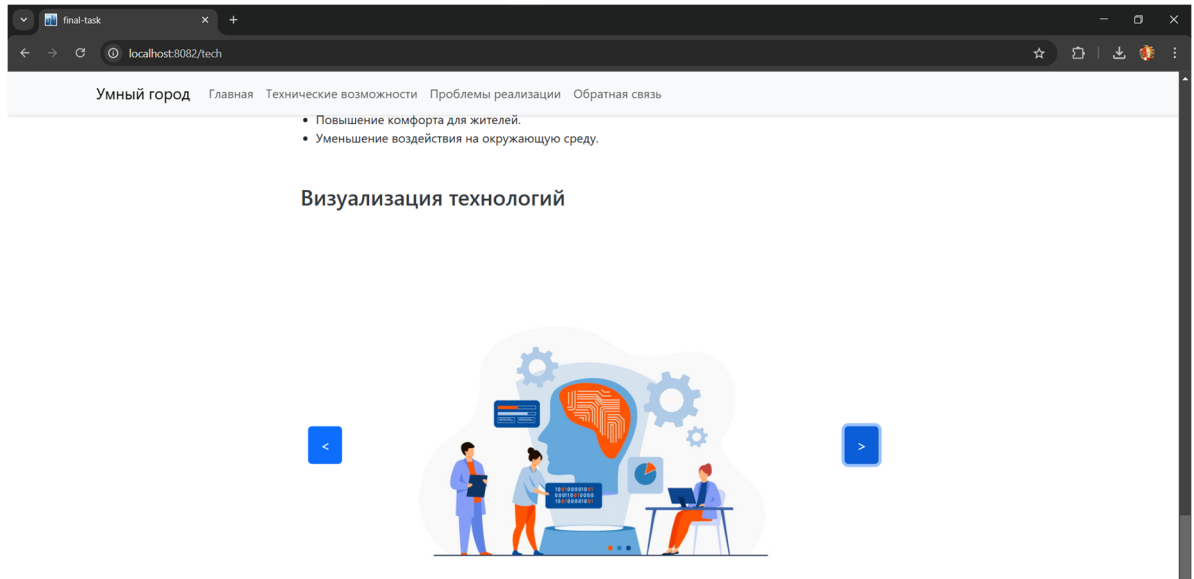 final-task
localhost:8082/tech
Умный город Главная Технические возможности Проблемы реализации Обратная связь
Повышение комфорта для жителей.
Уменьшение воздействия на окружающую среду.
Визуализация технологий
< >